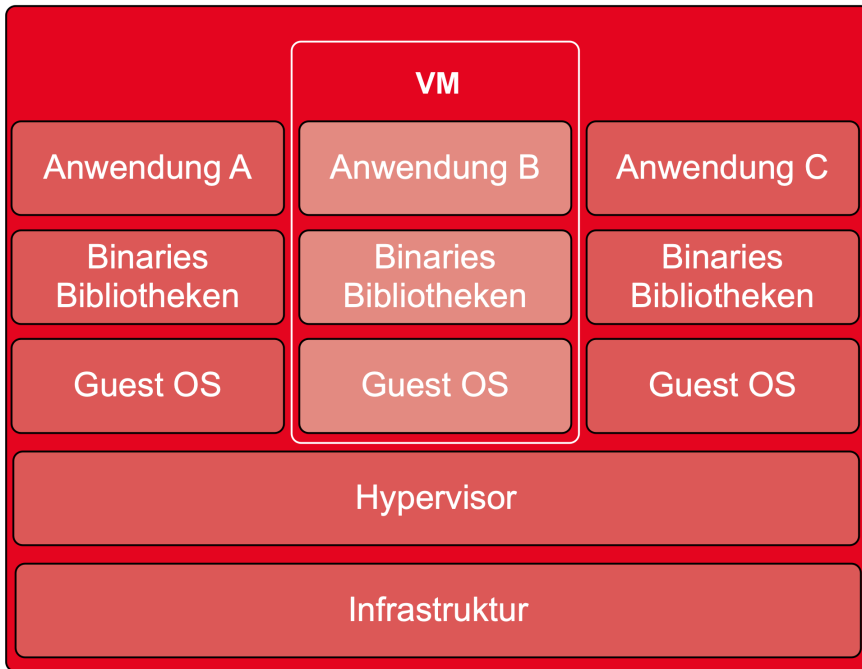 VM
Anwendung A
Anwendung B
Anwendung C
Binaries
Bibliotheken
Binaries
Bibliotheken
Binaries
Bibliotheken
Guest OS
Guest OS
Guest OS
Hypervisor
Infrastruktur